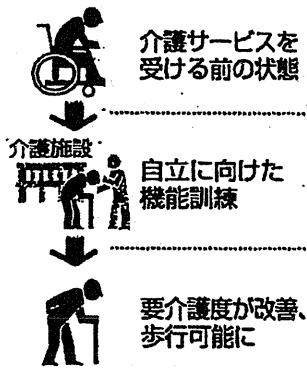 介護サービスを
受ける前の状態
介護施設
自立に向けた
機能訓練
要介護度が改善、
歩行可能に